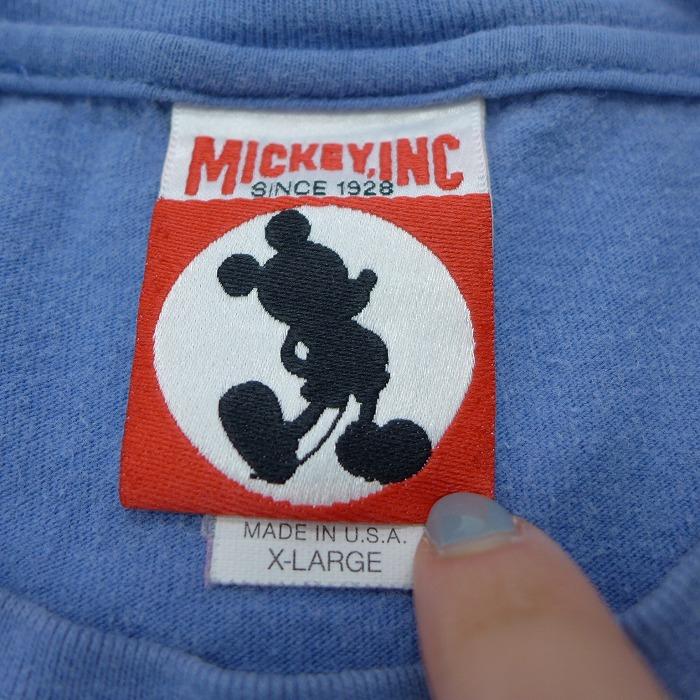 MICKEY,INC
SINCE 1928
MADE IN U.S.A.
X-LARGE